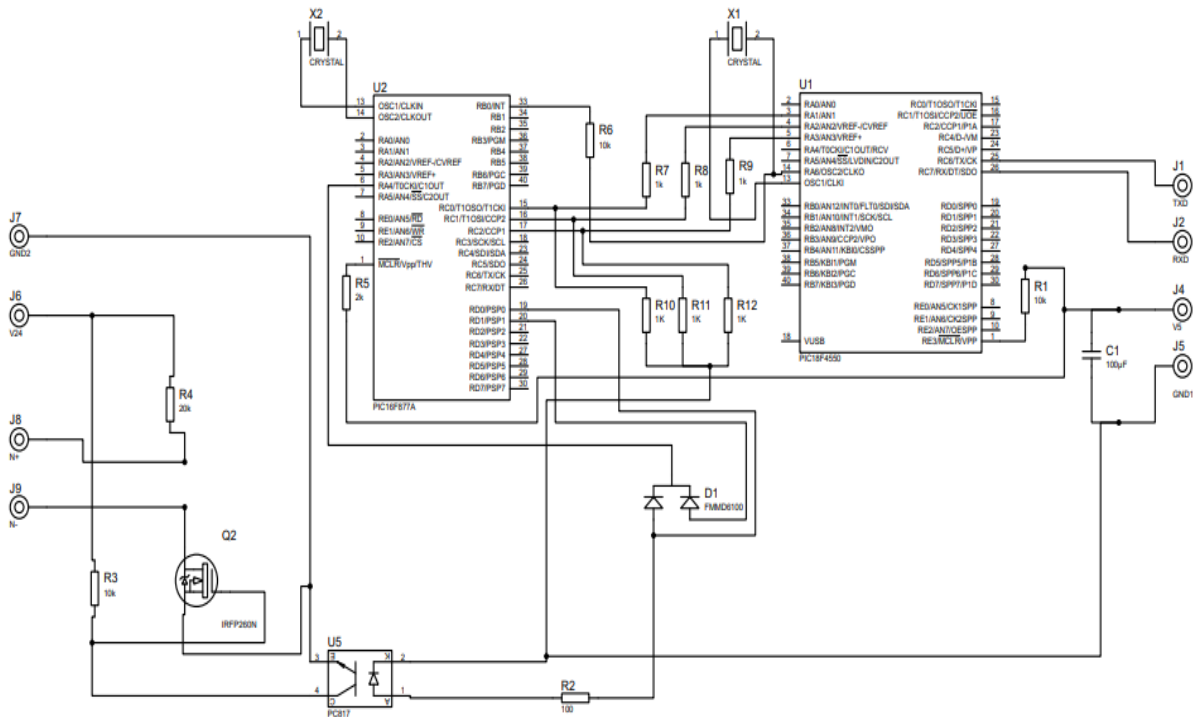 X2
1
2
CRYSTAL
X1
1
2
CRYSTAL
U2
13 OSC1/CLKIN
14 OSC2/CLKOUT
2 RA0/AN0
3 RA1/AN1
4 RA2/AN2/VREF-/CVREF
5 RA3/AN3/VREF+
6 RA4/T0CKI/C1OUT
7 RA5/AN4/SS/C2OUT
8 RE0/AN5/RD
9 RE1/AN6/WR
10 RE2/AN7/CS
1 MCLR/Vpp/THV
RB0/INT 33
RB1 34
RB2 35
RB3/PGM 36
RB4 37
RB5 38
RB6/PGC 39
RB7/PGD 40
RC0/T1OSO/T1CKI 15
RC1/T1OSI/CCP2 16
RC2/CCP1 17
RC3/SCK/SCL 18
RC4/SDI/SDA 23
RC5/SDO 24
RC6/TX/CK 25
RC7/RX/DT 26
RD0/PSP0 19
RD1/PSP1 20
RD2/PSP2 21
RD3/PSP3 22
RD4/PSP4 27
RD5/PSP5 28
RD6/PSP6 29
RD7/PSP7 30
PIC16F877A
U1
2 RA0/AN0
3 RA1/AN1
4 RA2/AN2/VREF-/CVREF
5 RA3/AN3/VREF+
6 RA4/T0CKI/C1OUT/RCV
7 RA5/AN4/SS/LVDIN/C2OUT
14 RA6/OSC2/CLKO
13 OSC1/CLKI
33 RB0/AN12/INT0/FLT0/SDI/SDA
34 RB1/AN10/INT1/SCK/SCL
35 RB2/AN8/INT2/VMO
36 RB3/AN9/CCP2/VPO
37 RB4/AN11/KBI0/CSSPP
38 RB5/KBI1/PGM
39 RB6/KBI2/PGC
40 RB7/KBI3/PGD
18 VUSB
RC0/T1OSO/T1CKI 15
RC1/T1OSI/CCP2/UOE 16
RC2/CCP1/P1A 17
RC4/D-/VM 23
RC5/D+/VP 24
RC6/TX/CK 25
RC7/RX/DT/SDO 26
RD0/SPP0 19
RD1/SPP1 20
RD2/SPP2 21
RD3/SPP3 22
RD4/SPP4 27
RD5/SPP5/P1B 28
RD6/SPP6/P1C 29
RD7/SPP7/P1D 30
RE0/AN5/CK1SPP 8
RE1/AN6/CK2SPP 9
RE2/AN7/OESPP 10
RE3/MCLR/VPP 1
PIC18F4550
R6
10k
R7
1k
R8
1k
R9
1k
R10
1K
R11
1K
R12
1K
R5
2k
R1
10k
C1
100µF
J1
TXD
J2
RXD
J4
V5
J5
GND1
J7
GND2
J6
V24
R4
20k
J8
N+
J9
N-
Q2
IRFP260N
R3
10k
D1
FMMD6100
U5
3 E
K 2
4 C
A 1
PC817
R2
100